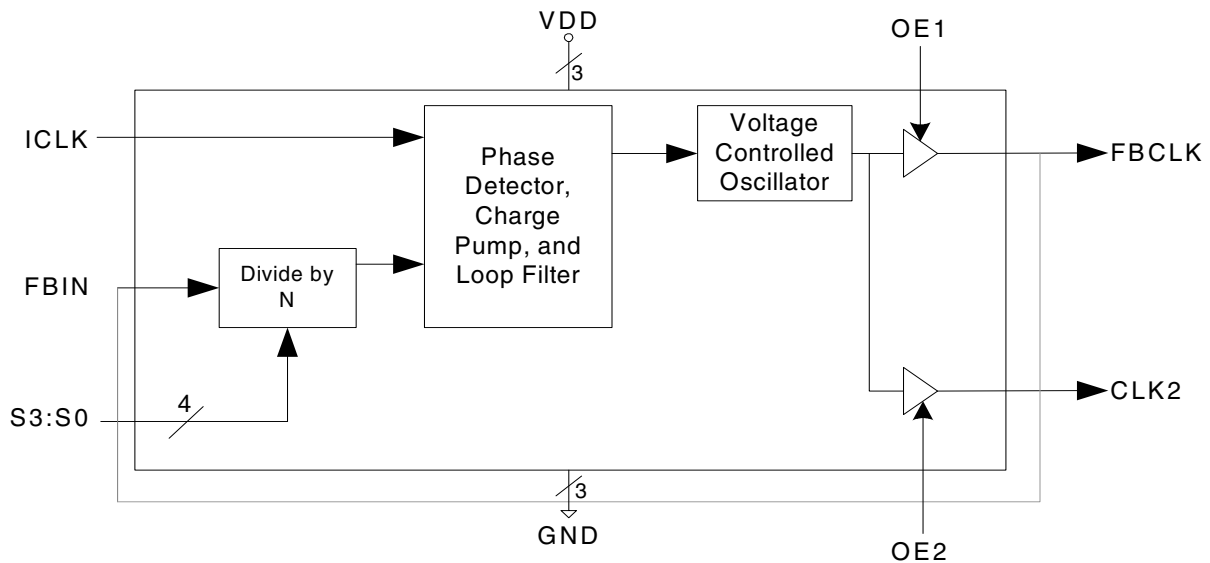 VDD
3
OE1
ICLK
Phase
Detector,
Charge
Pump, and
Loop Filter
Voltage
Controlled
Oscillator
FBCLK
FBIN
Divide by
N
S3:S0
4
CLK2
3
GND
OE2